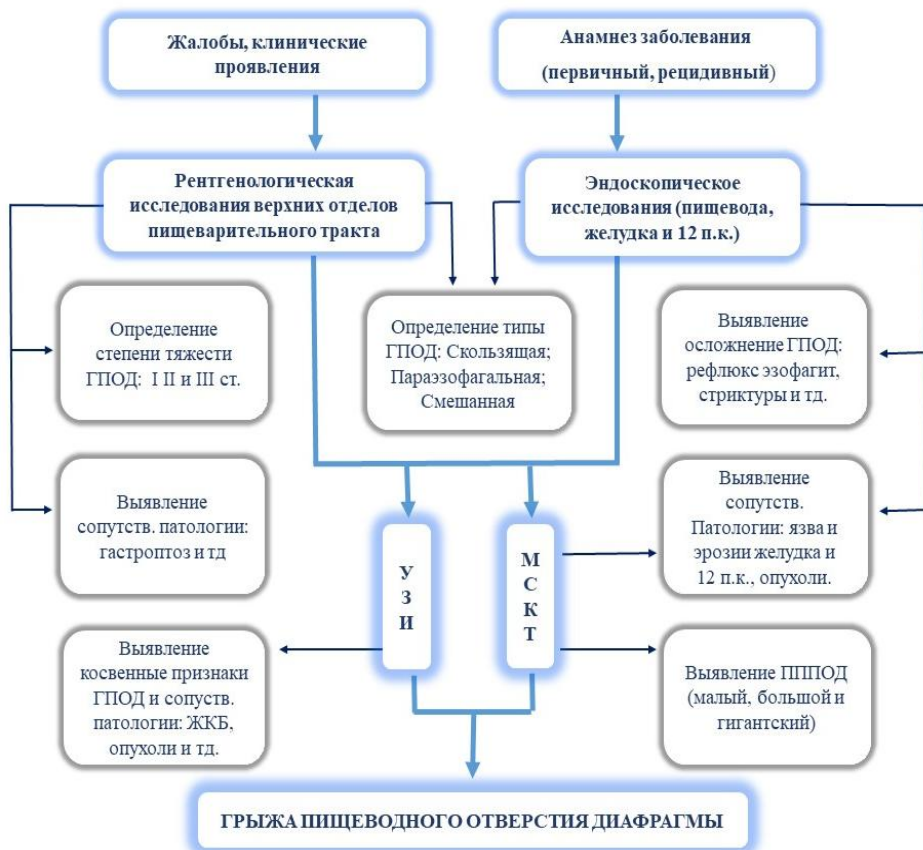 Жалобы, клинические
проявления
Анамнез заболевания
(первичный, рецидивный)
Рентгенологическая
исследования верхних отделов
пищеварительного тракта
Эндоскопическое
исследования (пищевода,
желудка и 12 п.к.)
Определение
степени тяжести
ГПОД: I II и III ст.
Определение типы
ГПОД: Скользящая;
Параэзофагальная;
Смешанная
Выявление
осложнение ГПОД:
рефлюкс эзофагит,
стриктуры и тд.
Выявление
сопутств. патологии:
гастроптоз и тд
У
З
И
М
С
К
Т
Выявление
сопутств.
Патологии: язва и
эрозии желудка и
12 п.к., опухоли.
Выявление
косвенные признаки
ГПОД и сопуств.
патологии: ЖКБ,
опухоли и тд.
Выявление ПППОД
(малый, большой и
гигантский)
ГРЫЖА ПИЩЕВОДНОГО ОТВЕРСТИЯ ДИАФРАГМЫ